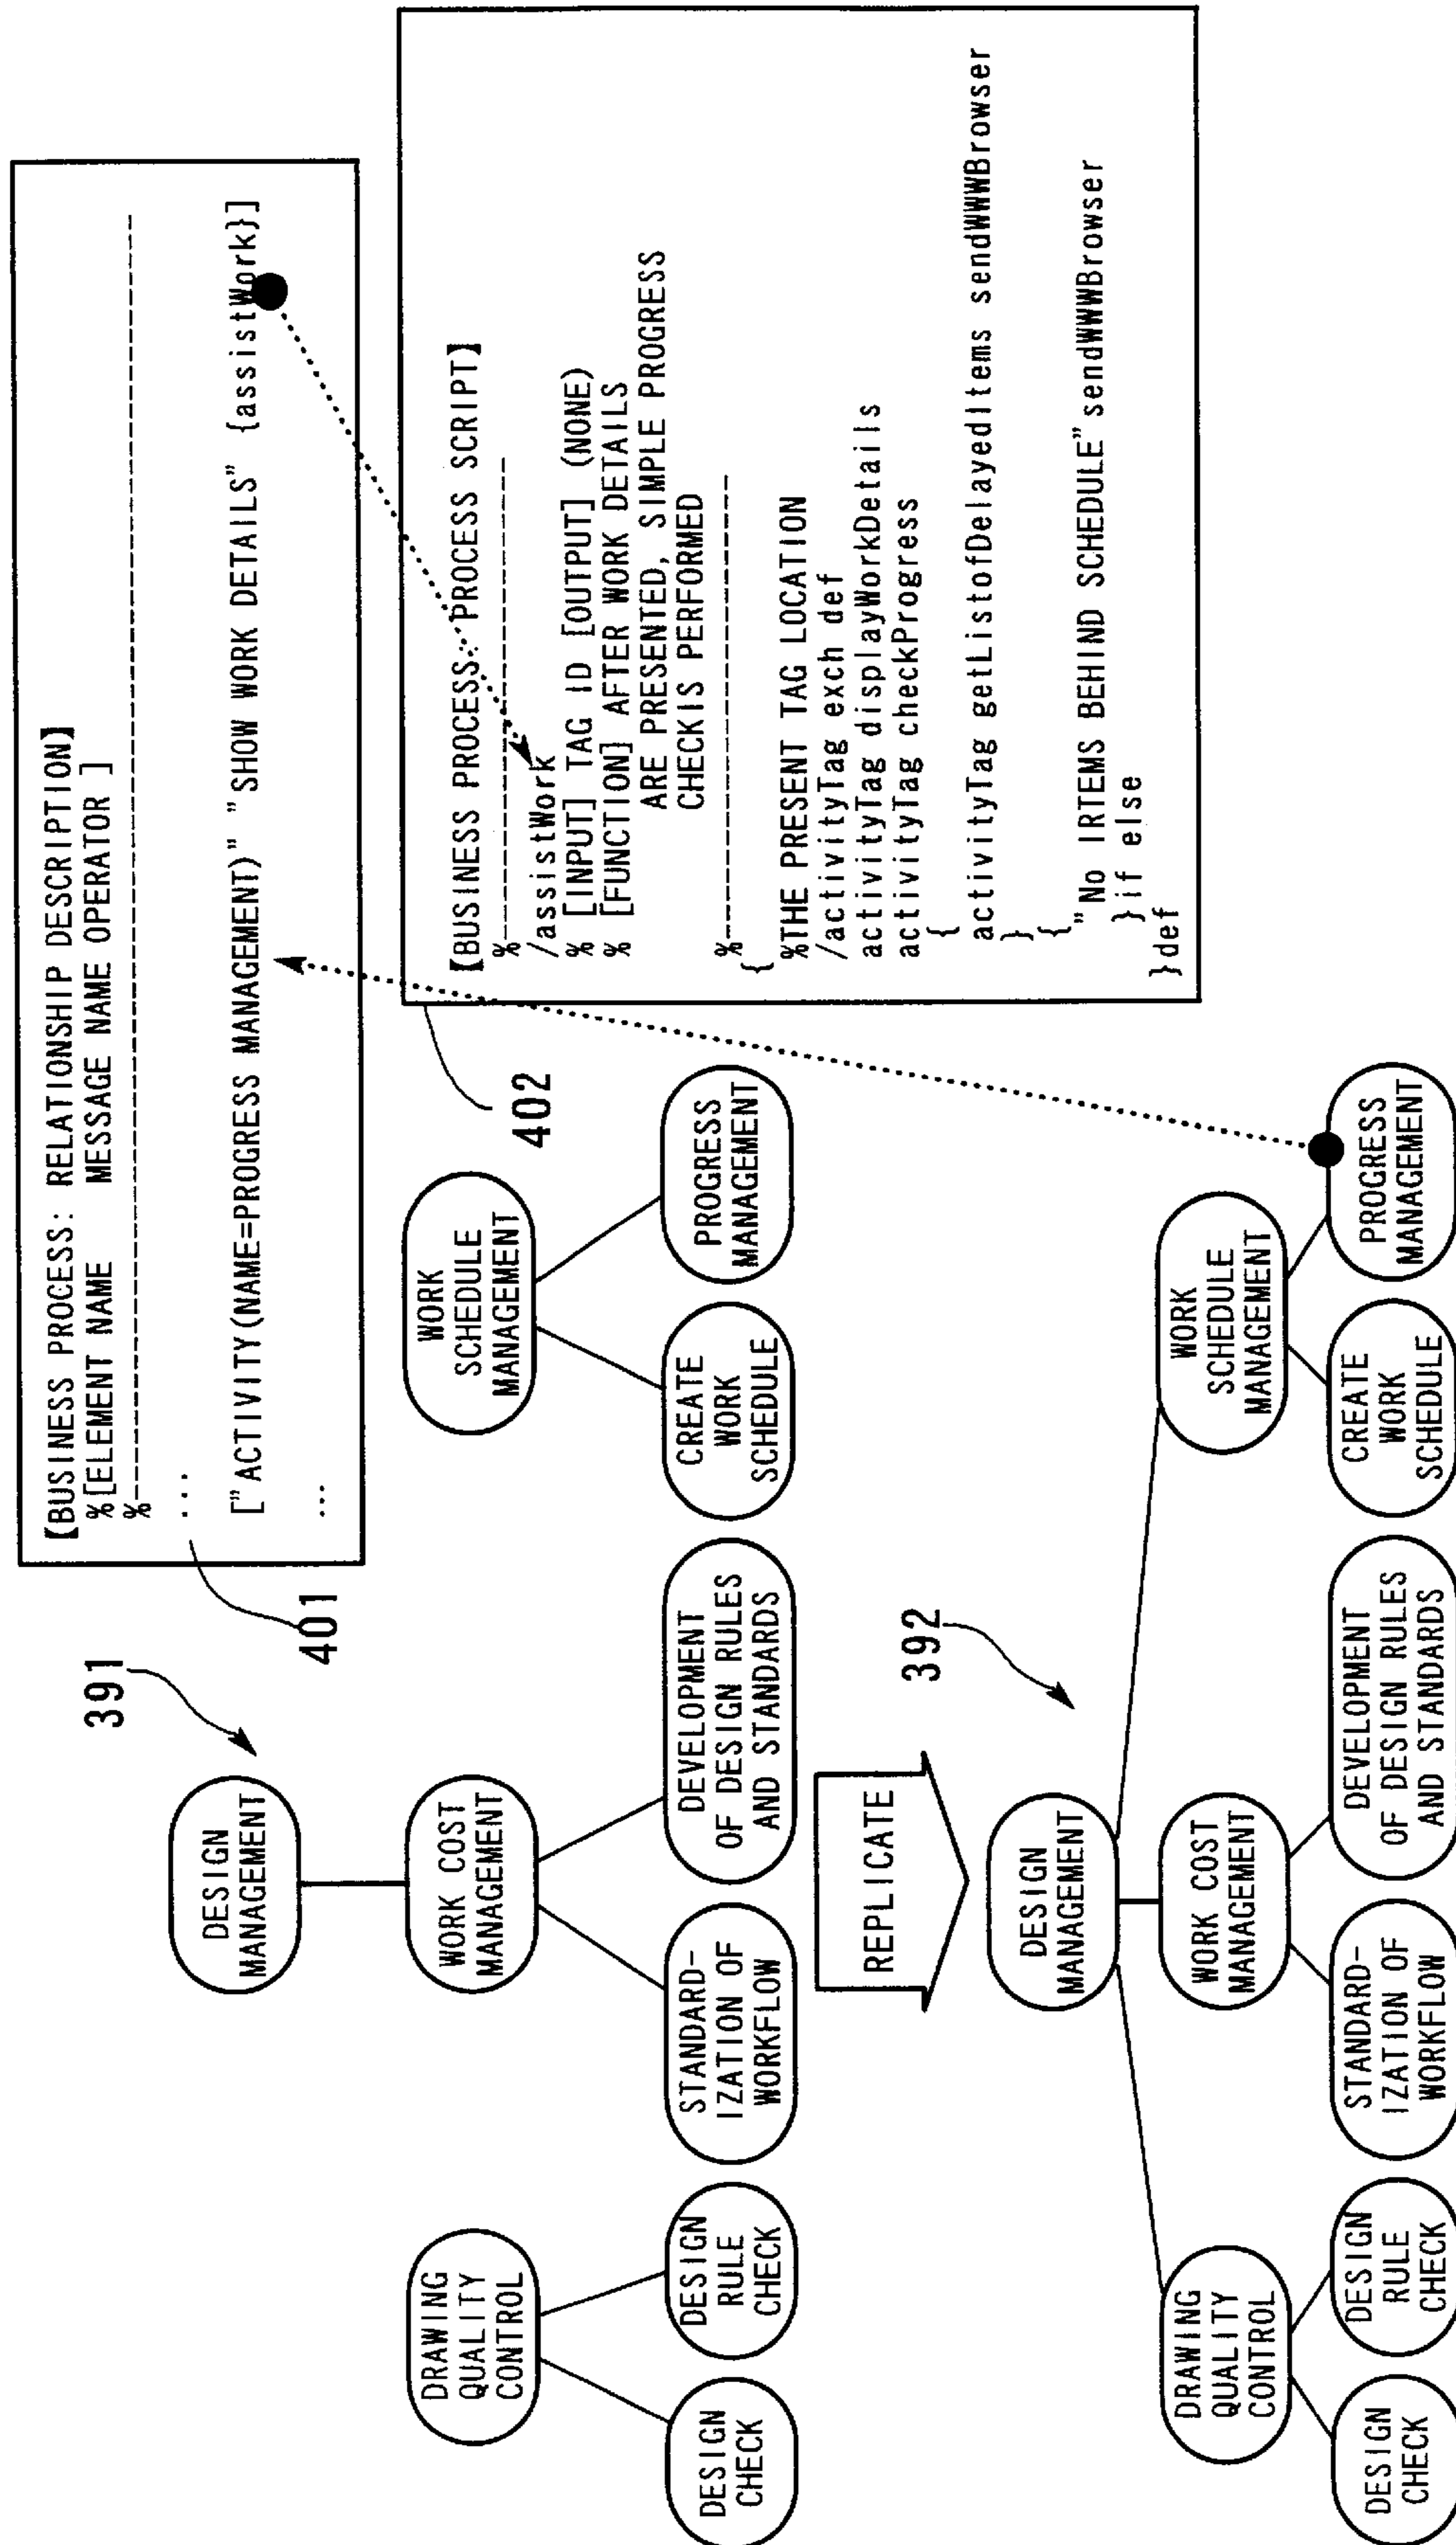 391
DESIGN
MANAGEMENT
WORK COST
MANAGEMENT
DRAWING
QUALITY
CONTROL
WORK
SCHEDULE
MANAGEMENT
DESIGN
CHECK
DESIGN
RULE
CHECK
STANDARD-
IZATION OF
WORKFLOW
DEVELOPMENT
OF DESIGN RULES
AND STANDARDS
CREATE
WORK
SCHEDULE
PROGRESS
MANAGEMENT
REPLICATE
392
DESIGN
MANAGEMENT
DRAWING
QUALITY
CONTROL
WORK COST
MANAGEMENT
WORK
SCHEDULE
MANAGEMENT
DESIGN
CHECK
DESIGN
RULE
CHECK
STANDARD-
IZATION OF
WORKFLOW
DEVELOPMENT
OF DESIGN RULES
AND STANDARDS
CREATE
WORK
SCHEDULE
PROGRESS
MANAGEMENT
401
【BUSINESS PROCESS: RELATIONSHIP DESCRIPTION】
%[ELEMENT NAME MESSAGE NAME OPERATOR ]
%--------------------------------
...
["ACTIVITY(NAME=PROGRESS MANAGEMENT)" "SHOW WORK DETAILS" {assistWork}]
...
402
【BUSINESS PROCESS: PROCESS SCRIPT】
%--------------------------------
/assistWork
% [INPUT] TAG ID [OUTPUT] (NONE)
% [FUNCTION] AFTER WORK DETAILS
ARE PRESENTED, SIMPLE PROGRESS
CHECKIS PERFORMED
%--------------------------------
{
%THE PRESENT TAG LOCATION
/activityTag exch def
activityTag displayWorkDetails
activityTag checkProgress
{
activityTag getListofDelayedItems sendWWWBrowser
}
{
"No IRTEMS BEHIND SCHEDULE"sendWWWBrowser
}if else
}def